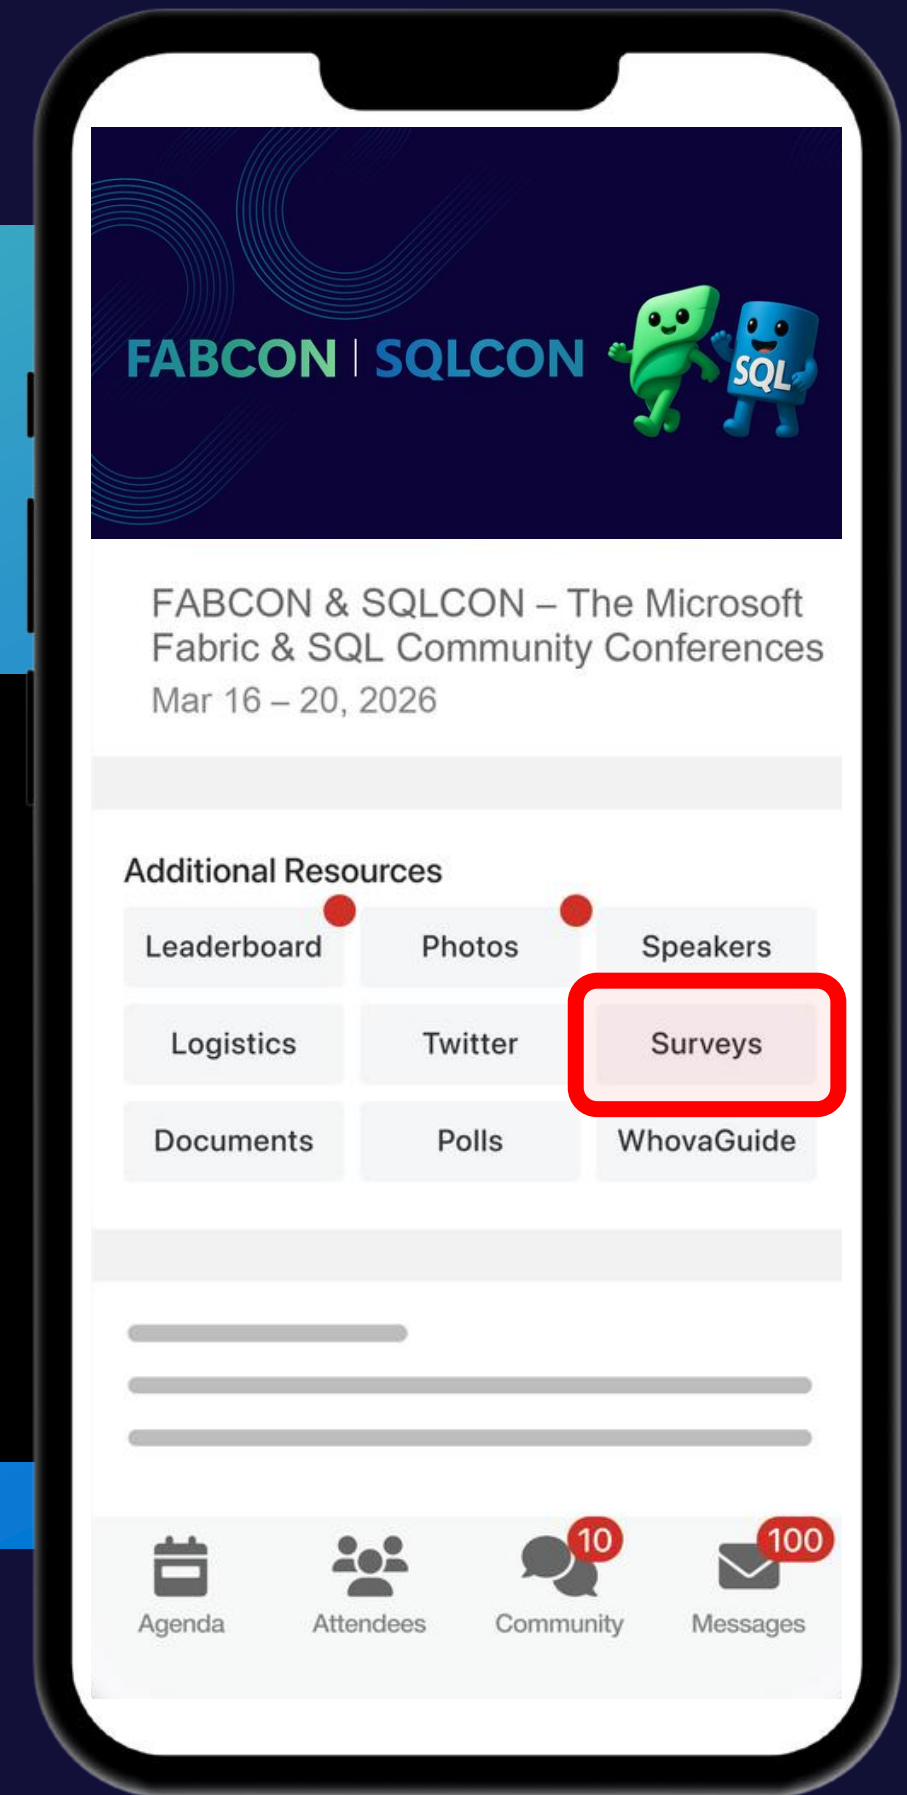 FABCON | SQLCON
SQL
FABCON & SQLCON – The Microsoft
Fabric & SQL Community Conferences
Mar 16 – 20, 2026
Additional Resources
Leaderboard Photos Speakers
Logistics Twitter Surveys
Documents Polls WhovaGuide
10 100
Agenda Attendees Community Messages